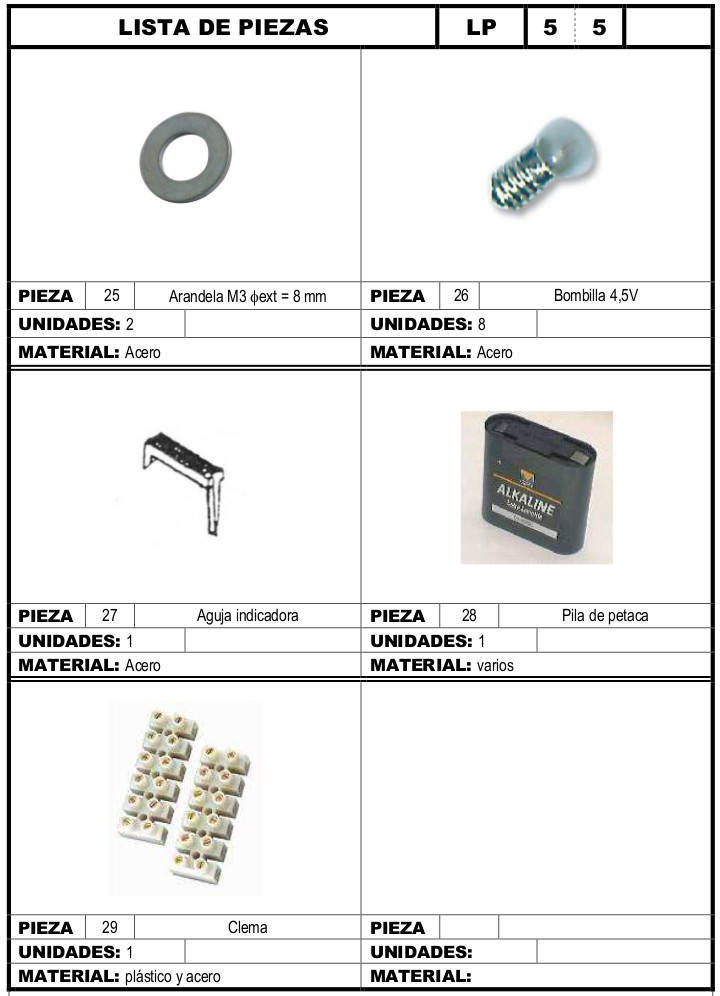 LISTA DE PIEZAS LP 5 5
PIEZA 25 Arandela M3 ϕext = 8 mm
UNIDADES: 2
MATERIAL: Acero
PIEZA 26 Bombilla 4,5V
UNIDADES: 8
MATERIAL: Acero
PIEZA 27 Aguja indicadora
UNIDADES: 1
MATERIAL: Acero
ALKALINE
PIEZA 28 Pila de petaca
UNIDADES: 1
MATERIAL: varios
PIEZA 29 Clema
UNIDADES: 1
MATERIAL: plástico y acero
PIEZA
UNIDADES:
MATERIAL: